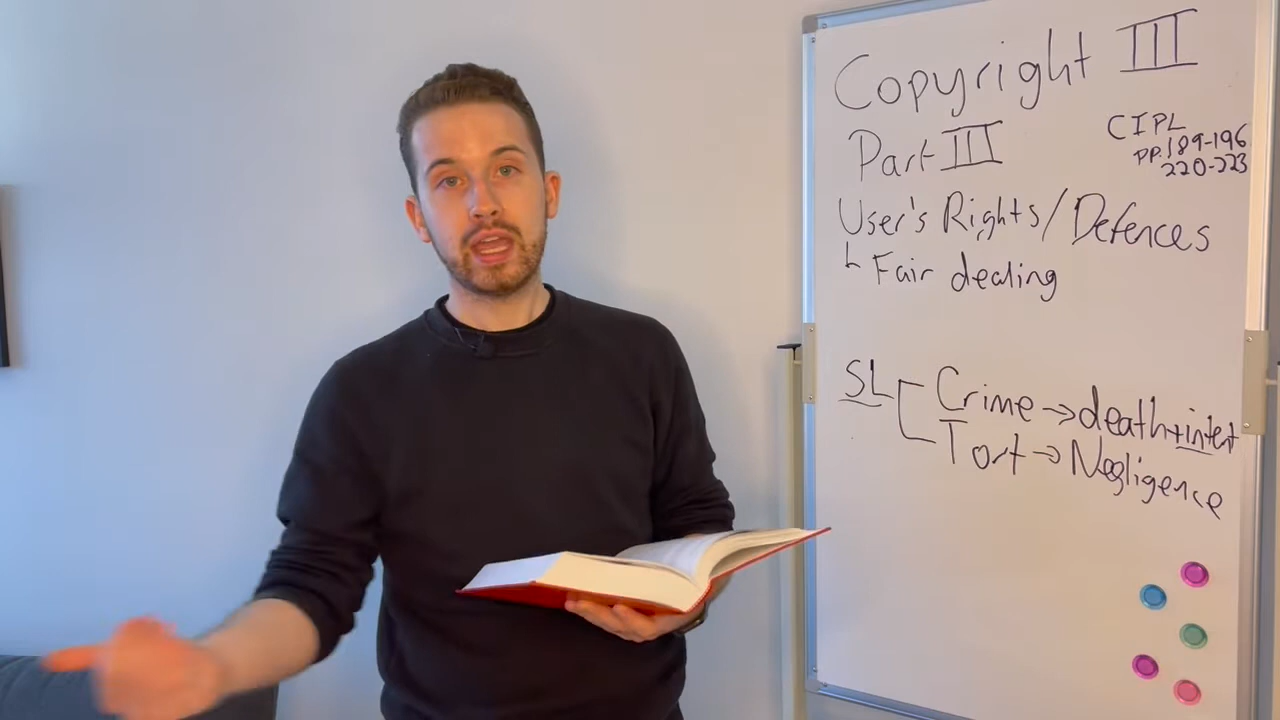 Copyright III
Part III
CIPL
pp.189-196
220-223
User's Rights/Defences
↳ Fair dealing
SL
Crime → death + intent
Tort → Negligence